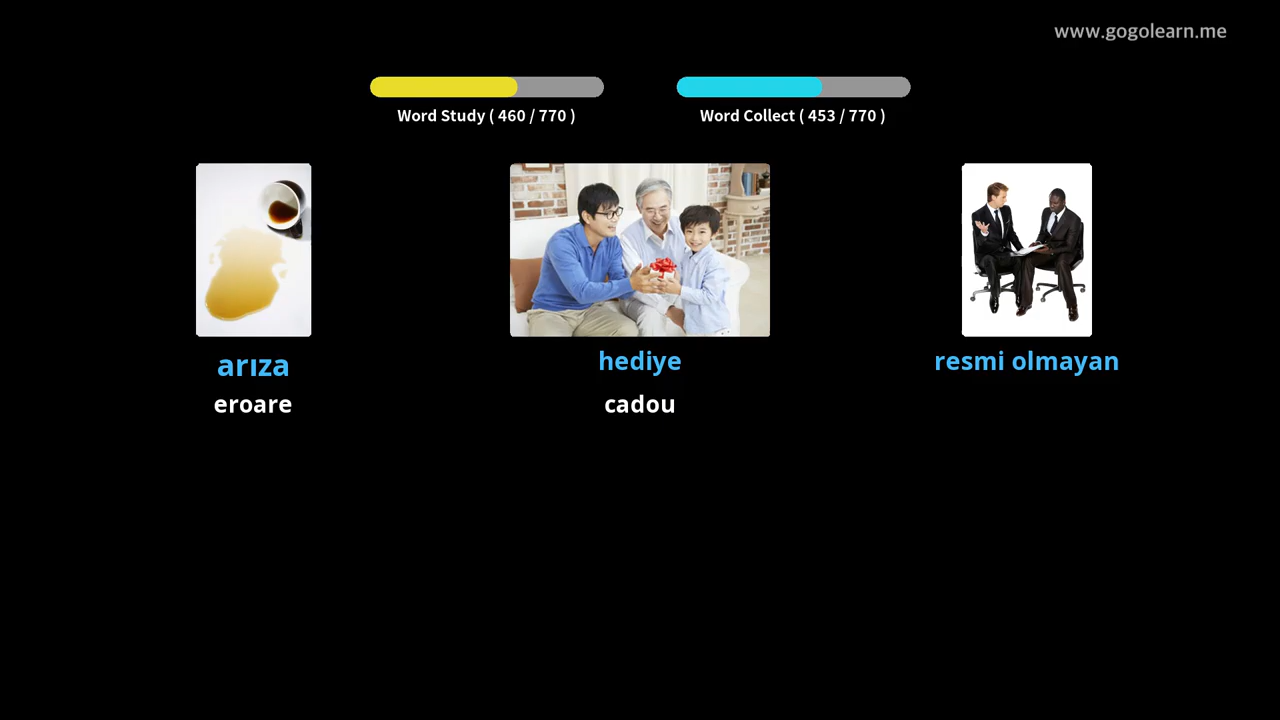 www.gogolearn.me
Word Study ( 460 / 770 )
Word Collect ( 453 / 770 )
arıza
hediye
resmi olmayan
eroare
cadou